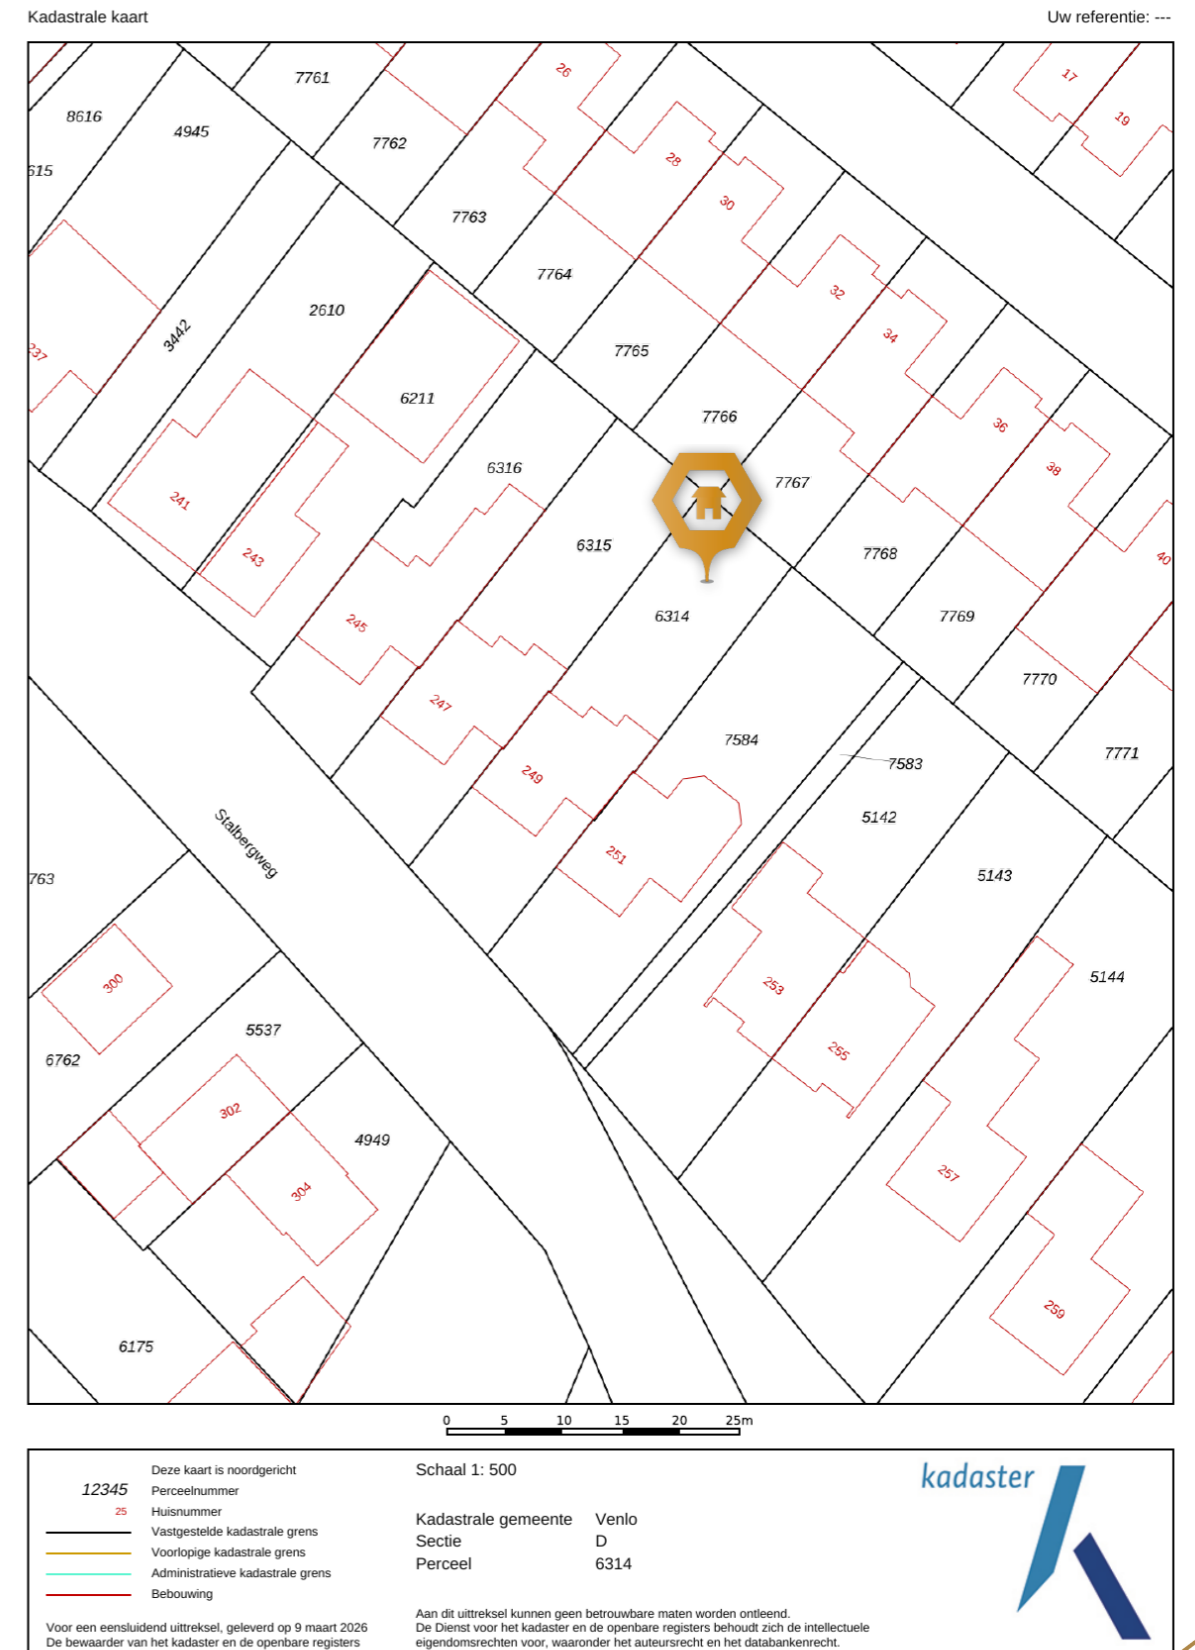 Kadastrale kaart
Uw referentie: ---
7761
26
17
8616
4945
7762
28
19
615
30
7763
7764
32
2610
34
3442
7765
237
6211
7766
36
6316
38
7767
241
6315
7768
40
243
6314
7769
245
7770
247
7584
7771
7583
249
5142
Stalbergweg
251
5143
763
300
253
5144
5537
255
6762
302
4949
257
304
259
6175
0 5 10 15 20 25m
Deze kaart is noordgericht
12345 Perceelnummer
25 Huisnummer
Vastgestelde kadastrale grens
Voorlopige kadastrale grens
Administratieve kadastrale grens
Bebouwing
Voor een eensluidend uittreksel, geleverd op 9 maart 2026
De bewaarder van het kadaster en de openbare registers
Schaal 1: 500
Kadastrale gemeente Venlo
Sectie D
Perceel 6314
Aan dit uittreksel kunnen geen betrouwbare maten worden ontleend.
De Dienst voor het kadaster en de openbare registers behoudt zich de intellectuele
eigendomsrechten voor, waaronder het auteursrecht en het databankenrecht.
kadaster